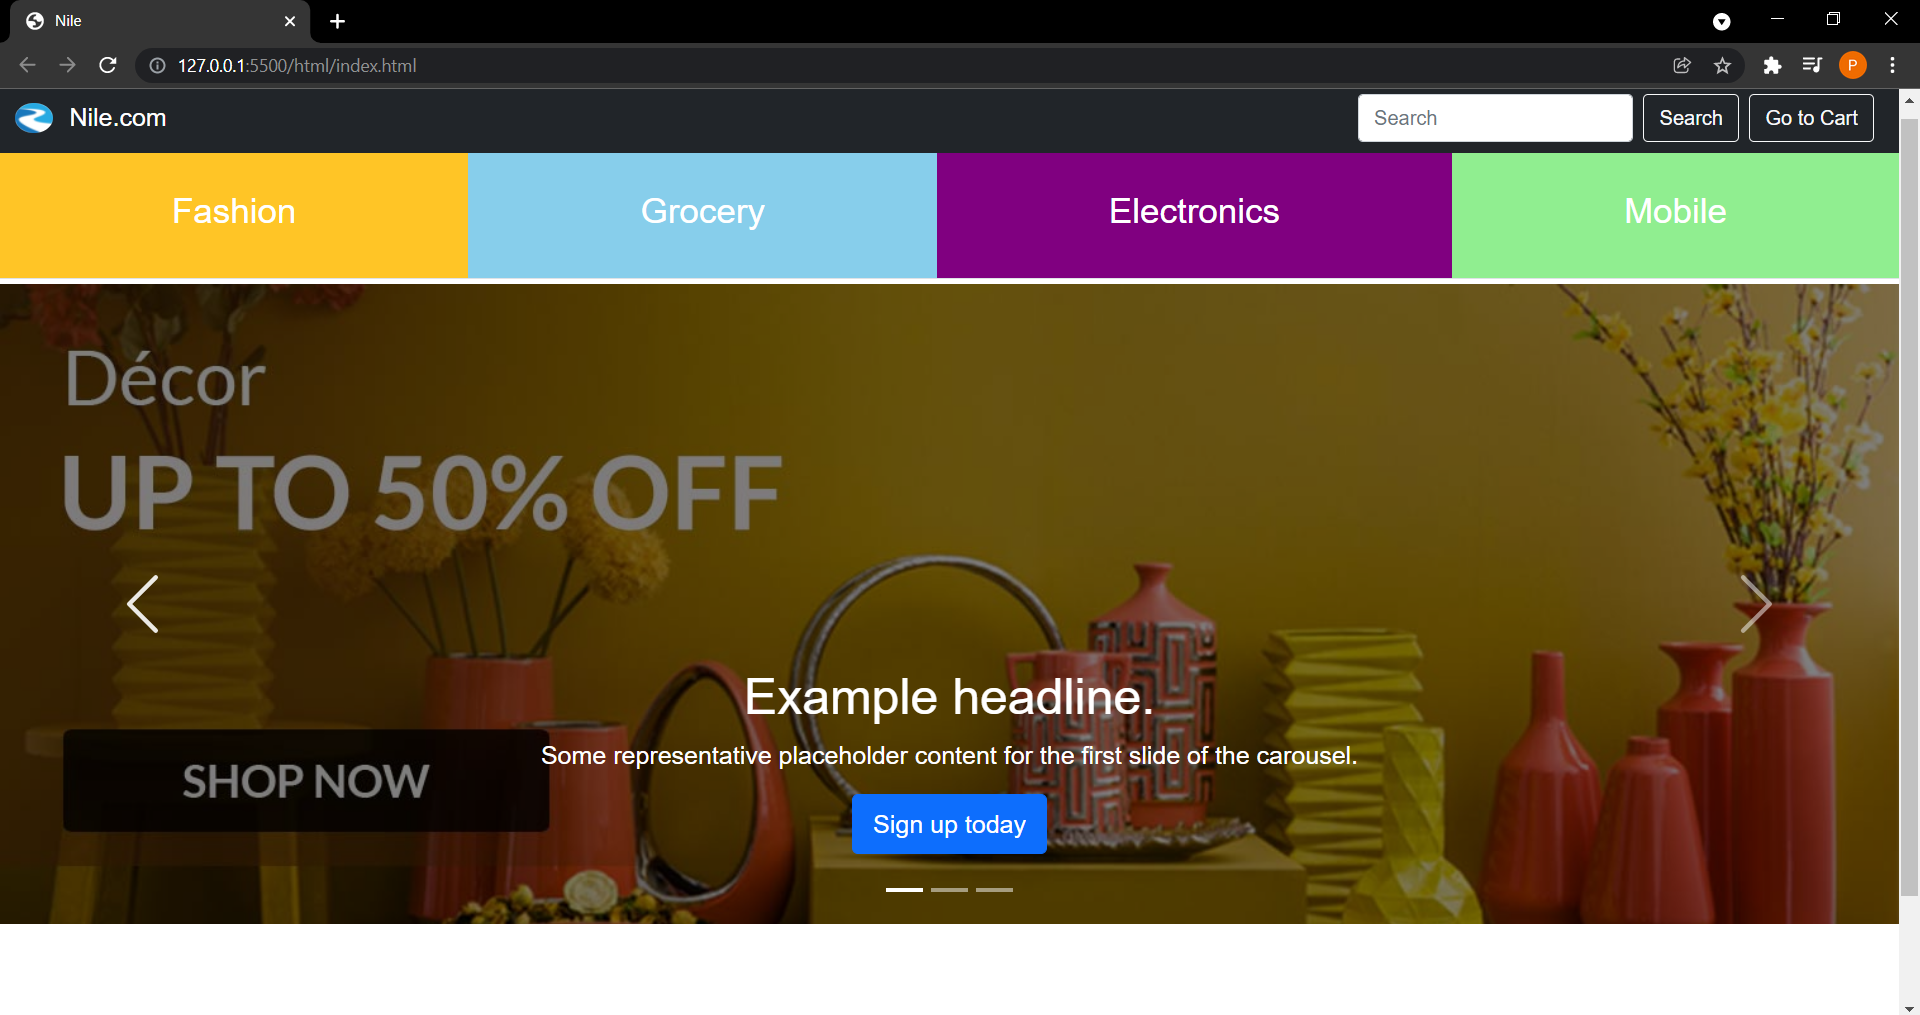 Nile
127.0.0.1:5500/html/index.html
P
Nile.com
Search
Search
Go to Cart
Fashion
Grocery
Electronics
Mobile
Décor
UP TO 50% OFF
Example headline.
Some representative placeholder content for the first slide of the carousel.
SHOP NOW
Sign up today